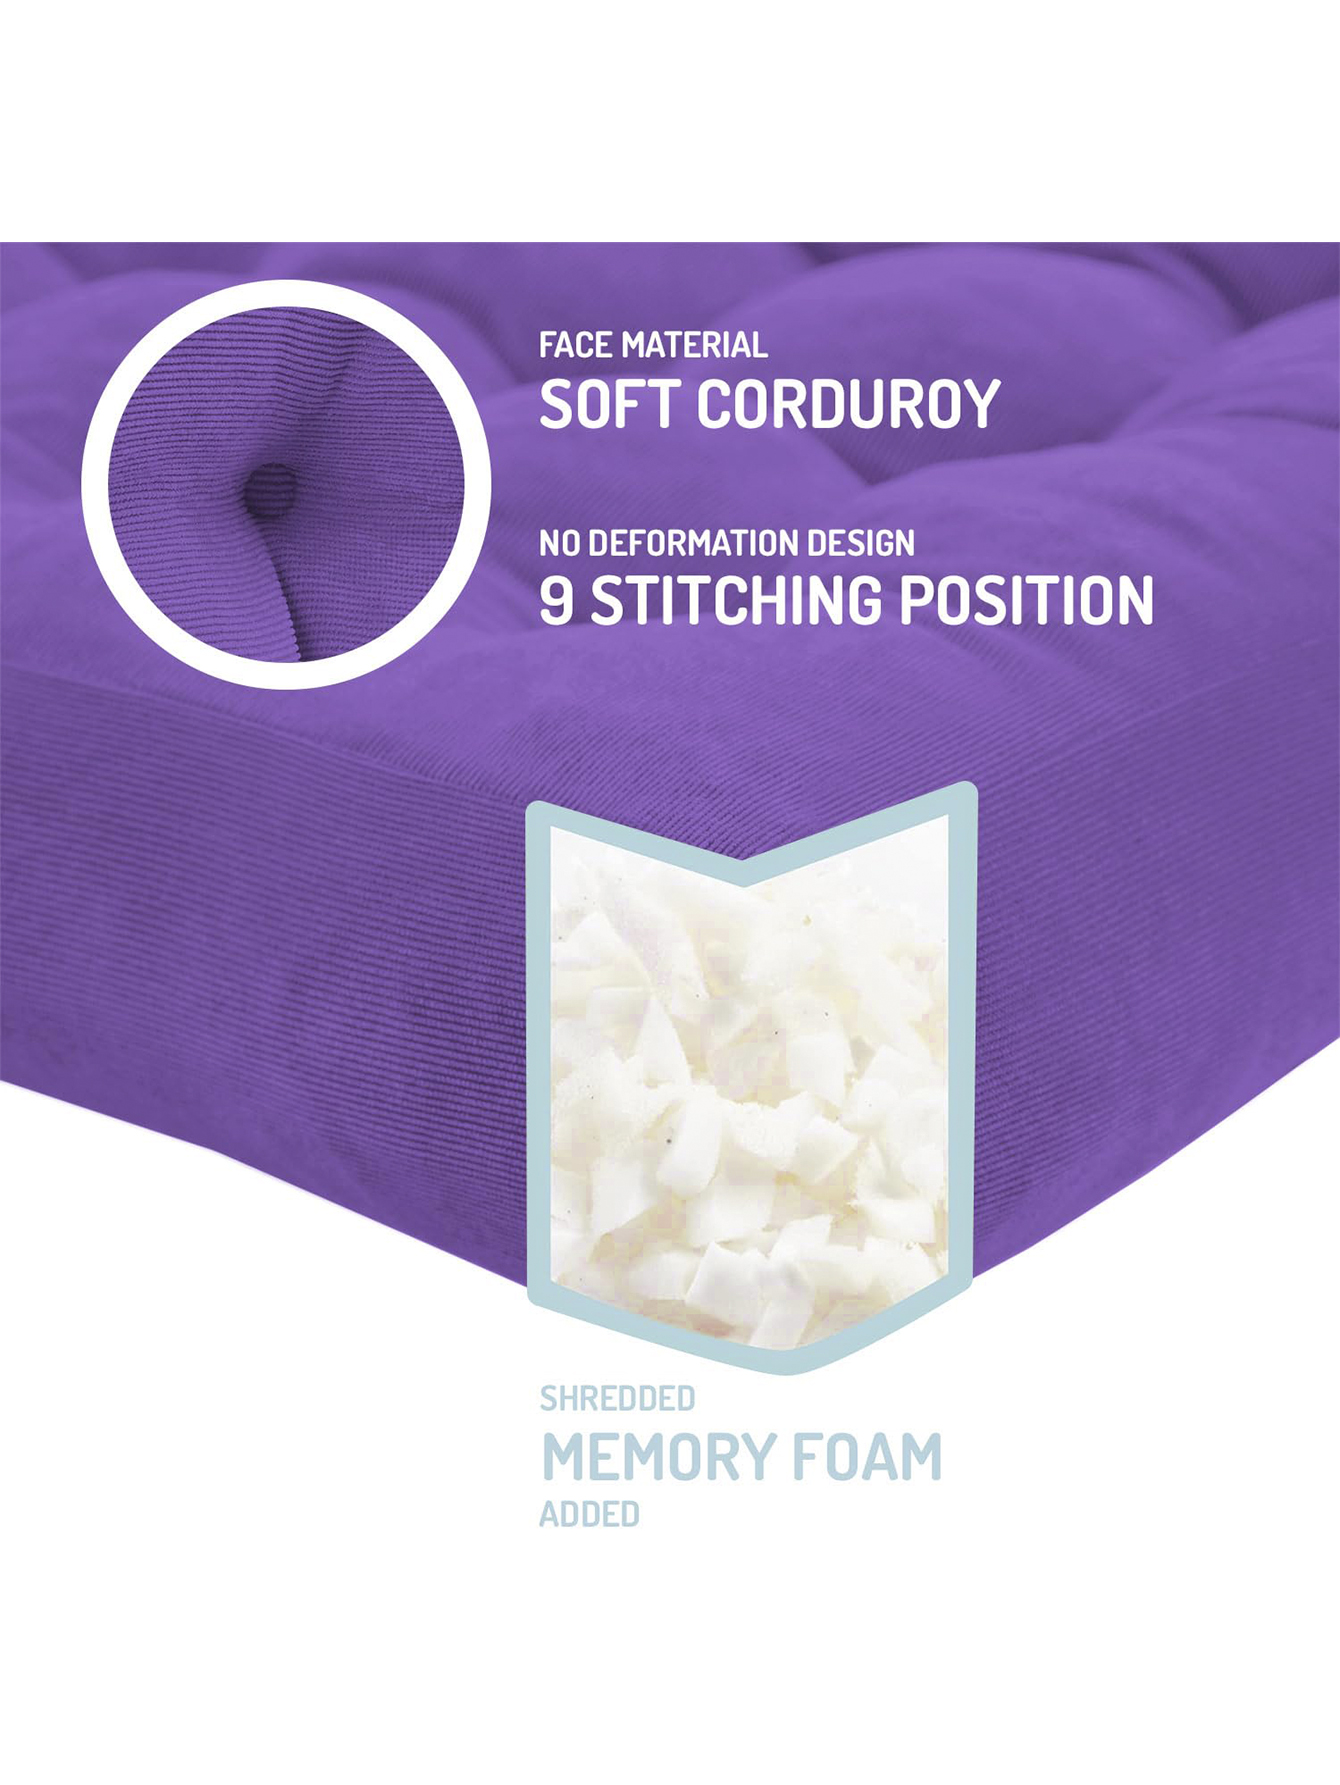 FACE MATERIAL
SOFT CORDUROY
NO DEFORMATION DESIGN
9 STITCHING POSITION
SHREDDED
MEMORY FOAM
ADDED